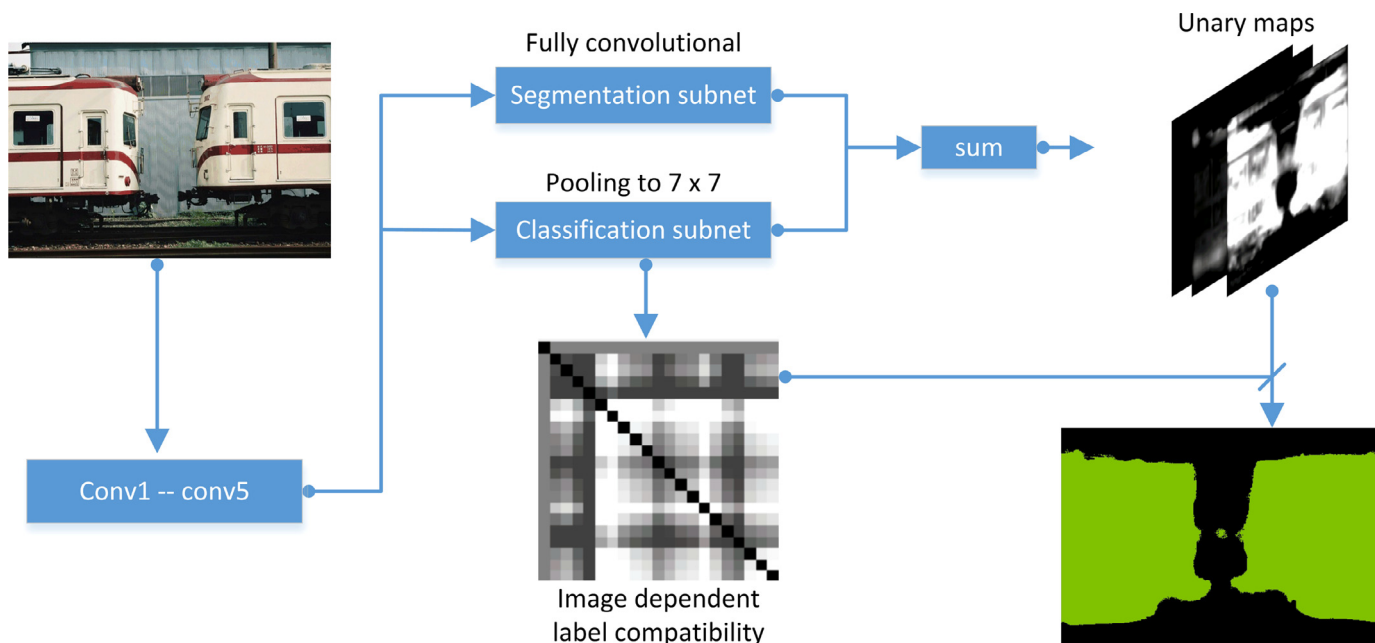 Fully convolutional
Segmentation subnet
Pooling to 7 x 7
Classification subnet
sum
Unary maps
Conv1 -- conv5
Image dependent
label compatibility